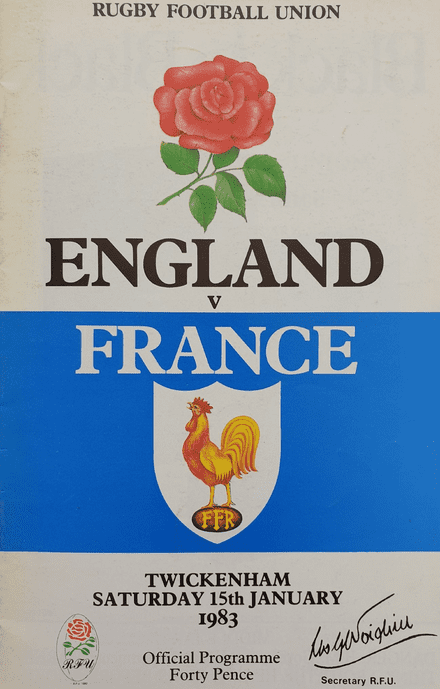 RUGBY FOOTBALL UNION
ENGLAND
v
FRANCE
FFR
TWICKENHAM
SATURDAY 15th JANUARY
1983
R.F.U
Official Programme
Forty Pence
Secretary R.F.U.